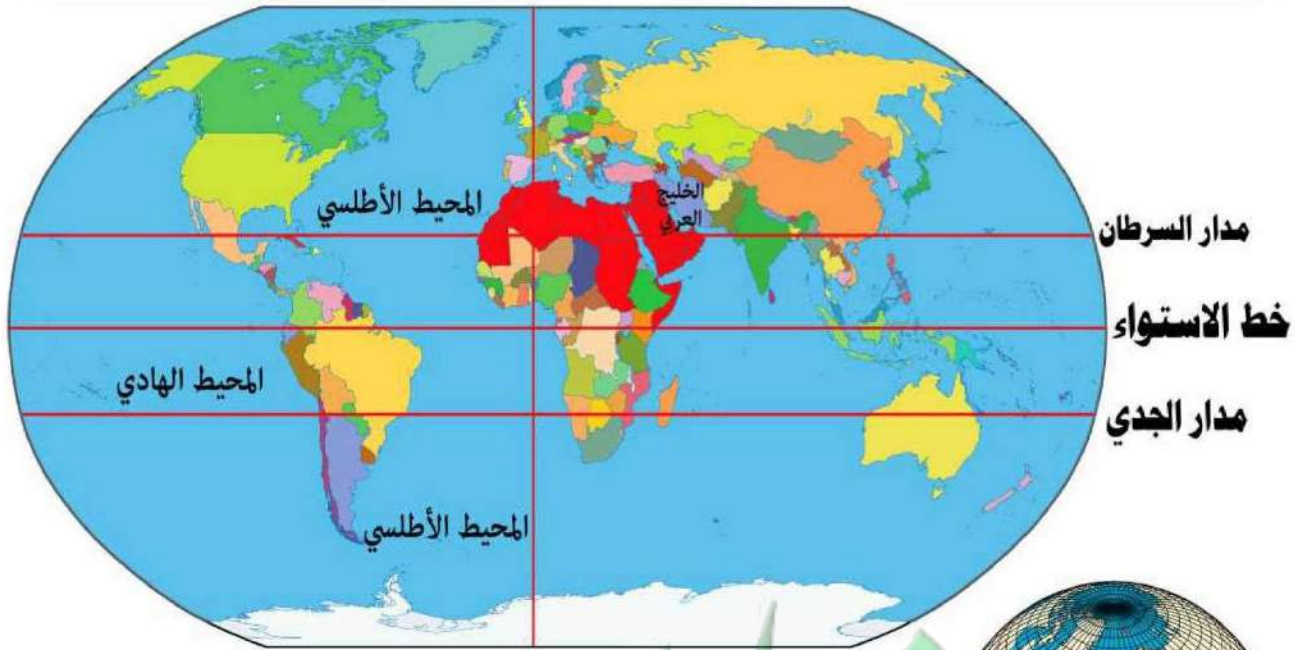 المحيط الأطلسي
الخليج
العربي
مدار السرطان
خط الاستواء
المحيط الهادي
مدار الجدي
المحيط الأطلسي